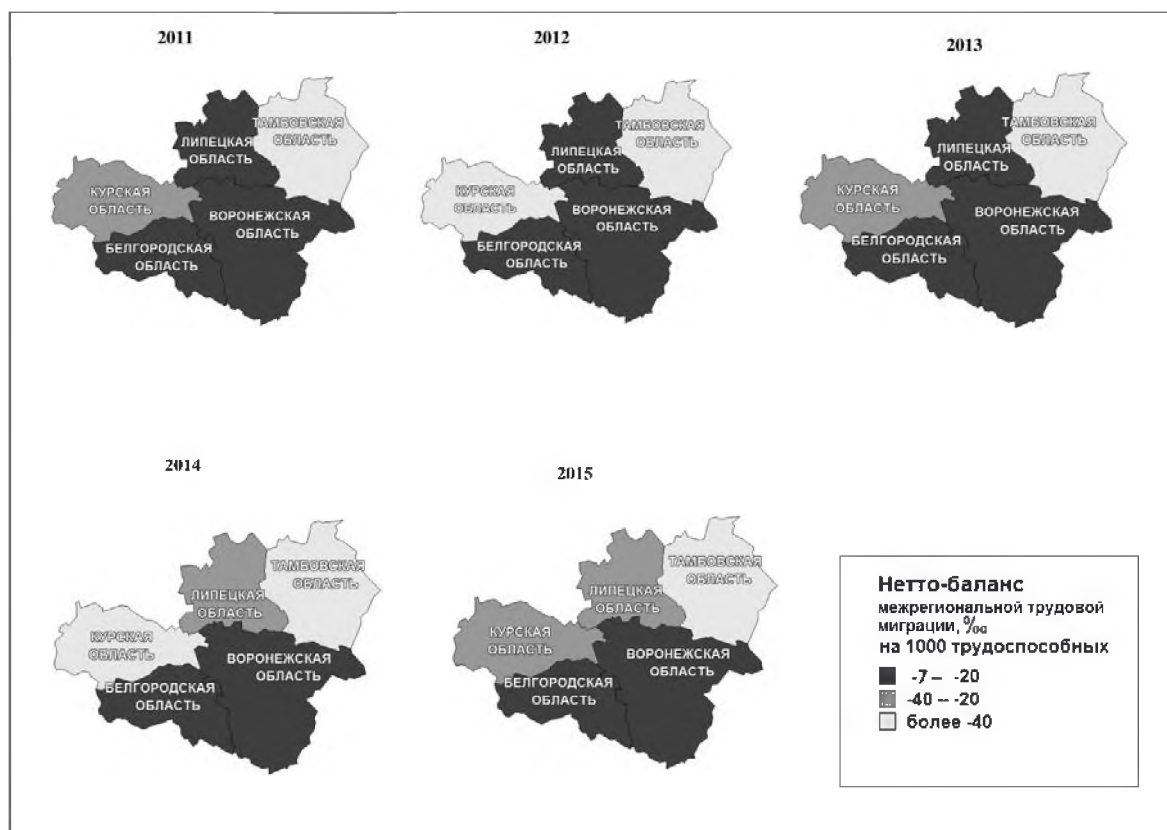 2011
ТАМБОВСКАЯ
ОБЛАСТЬ
ЛИПЕЦКАЯ
ОБЛАСТЬ
КУРСКАЯ
ОБЛАСТЬ
ВОРОНЕЖСКАЯ
ОБЛАСТЬ
БЕЛГОРОДСКАЯ
ОБЛАСТЬ
2012
ТАМБОВСКАЯ
ОБЛАСТЬ
ЛИПЕЦКАЯ
ОБЛАСТЬ
КУРСКАЯ
ОБЛАСТЬ
ВОРОНЕЖСКАЯ
ОБЛАСТЬ
БЕЛГОРОДСКАЯ
ОБЛАСТЬ
2013
ТАМБОВСКАЯ
ОБЛАСТЬ
ЛИПЕЦКАЯ
ОБЛАСТЬ
КУРСКАЯ
ОБЛАСТЬ
ВОРОНЕЖСКАЯ
ОБЛАСТЬ
БЕЛГОРОДСКАЯ
ОБЛАСТЬ
2014
ТАМБОВСКАЯ
ОБЛАСТЬ
ЛИПЕЦКАЯ
ОБЛАСТЬ
КУРСКАЯ
ОБЛАСТЬ
ВОРОНЕЖСКАЯ
ОБЛАСТЬ
БЕЛГОРОДСКАЯ
ОБЛАСТЬ
2015
ТАМБОВСКАЯ
ОБЛАСТЬ
ЛИПЕЦКАЯ
ОБЛАСТЬ
КУРСКАЯ
ОБЛАСТЬ
ВОРОНЕЖСКАЯ
ОБЛАСТЬ
БЕЛГОРОДСКАЯ
ОБЛАСТЬ
Нетто-баланс
межрегиональной трудовой
миграции, ‰
на 1000 трудоспособных
-7 – -20
-40 – -20
более -40